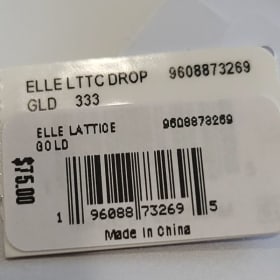 ELLE LTTC DROP 9608873269
GLD 333
ELLE LATTICE 9608873269
GOLD
$75.00
1 96088 73269 5
Made in China